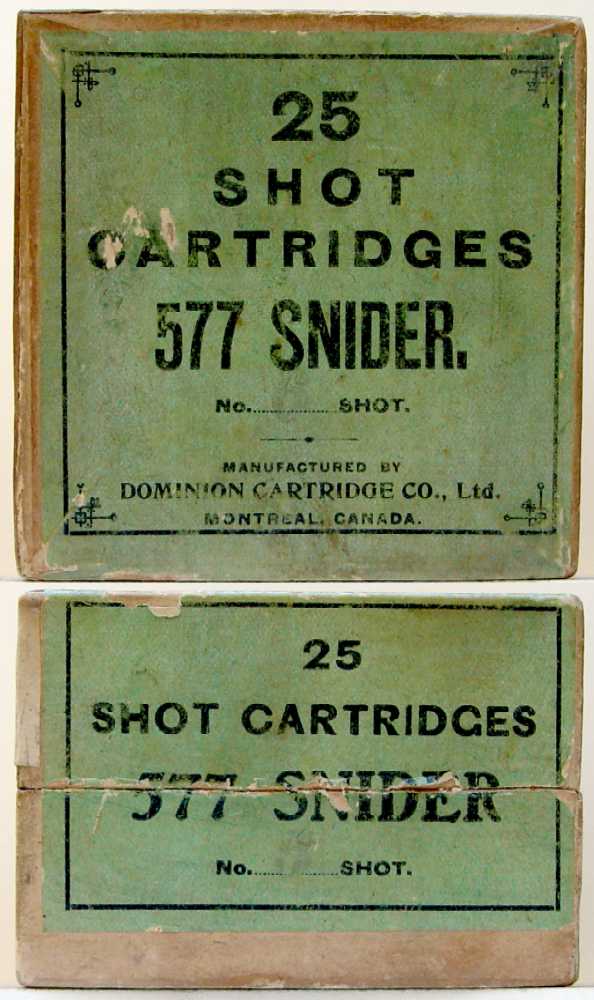 25
SHOT
CARTRIDGES
577 SNIDER.
No..................SHOT.
MANUFACTURED BY
DOMINION CARTRIDGE CO., Ltd.
MONTREAL, CANADA.
25
SHOT CARTRIDGES
577 SNIDER
No..................SHOT.